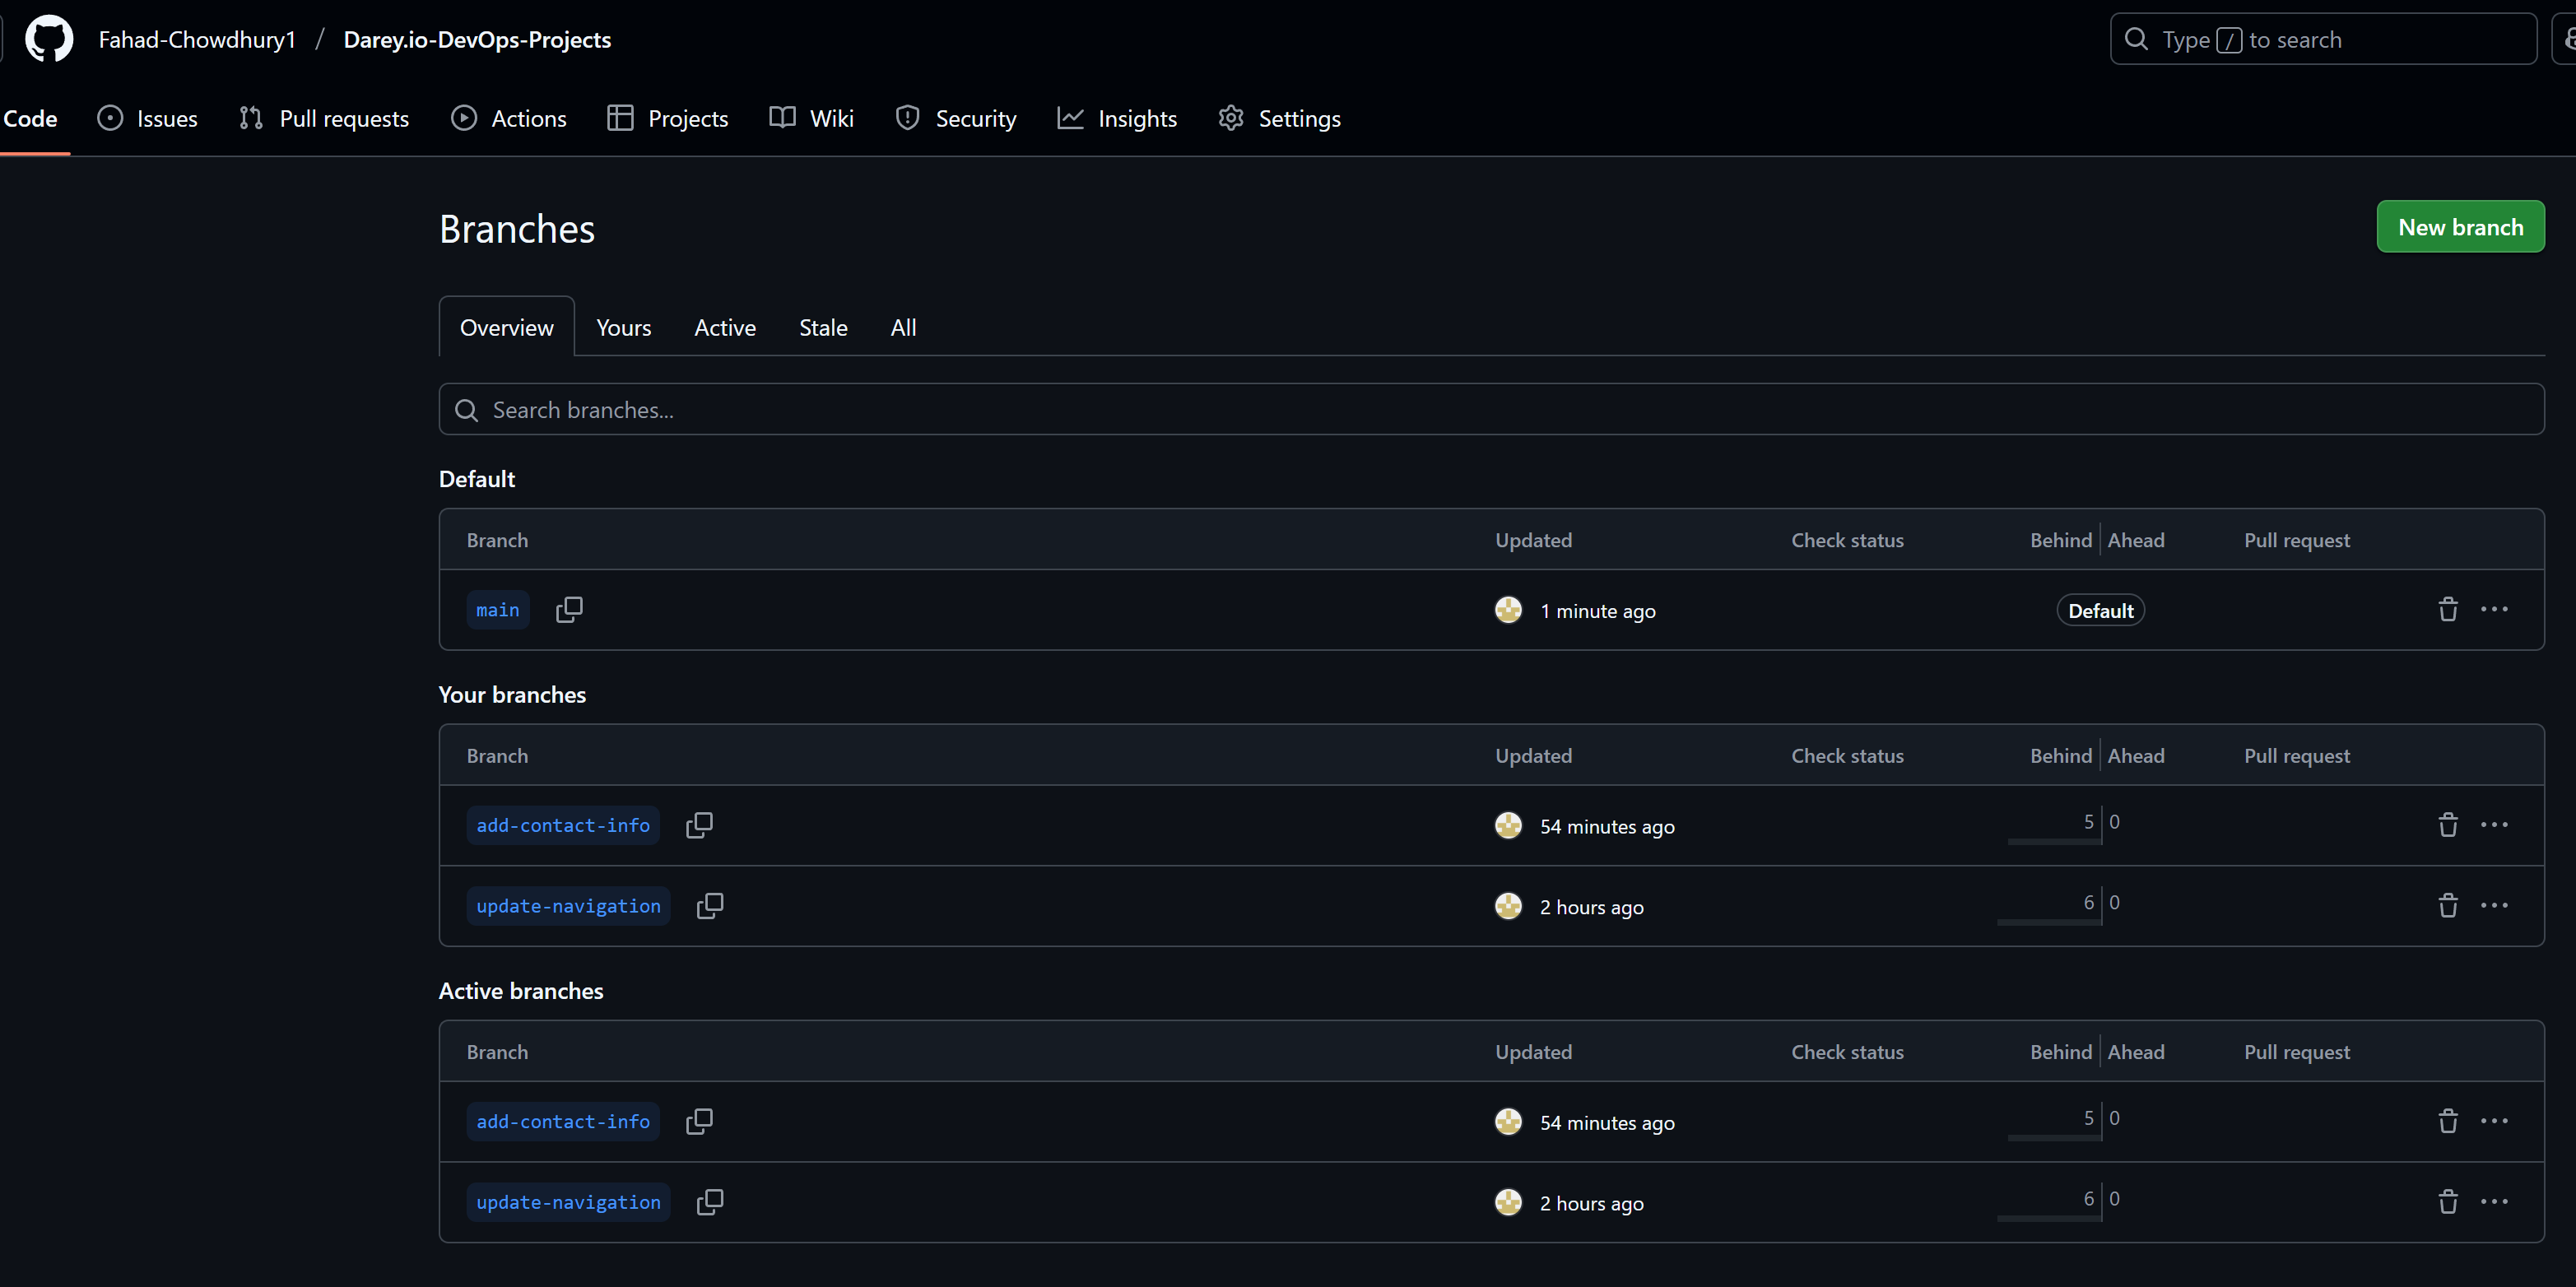 Fahad-Chowdhury1 / Darey.io-DevOps-Projects
Type / to search
Code Issues Pull requests Actions Projects Wiki Security Insights Settings
Branches
New branch
Overview Yours Active Stale All
Search branches...
Default
Branch Updated Check status Behind Ahead Pull request
main 1 minute ago Default
Your branches
Branch Updated Check status Behind Ahead Pull request
add-contact-info 54 minutes ago 5 0
update-navigation 2 hours ago 6 0
Active branches
Branch Updated Check status Behind Ahead Pull request
add-contact-info 54 minutes ago 5 0
update-navigation 2 hours ago 6 0